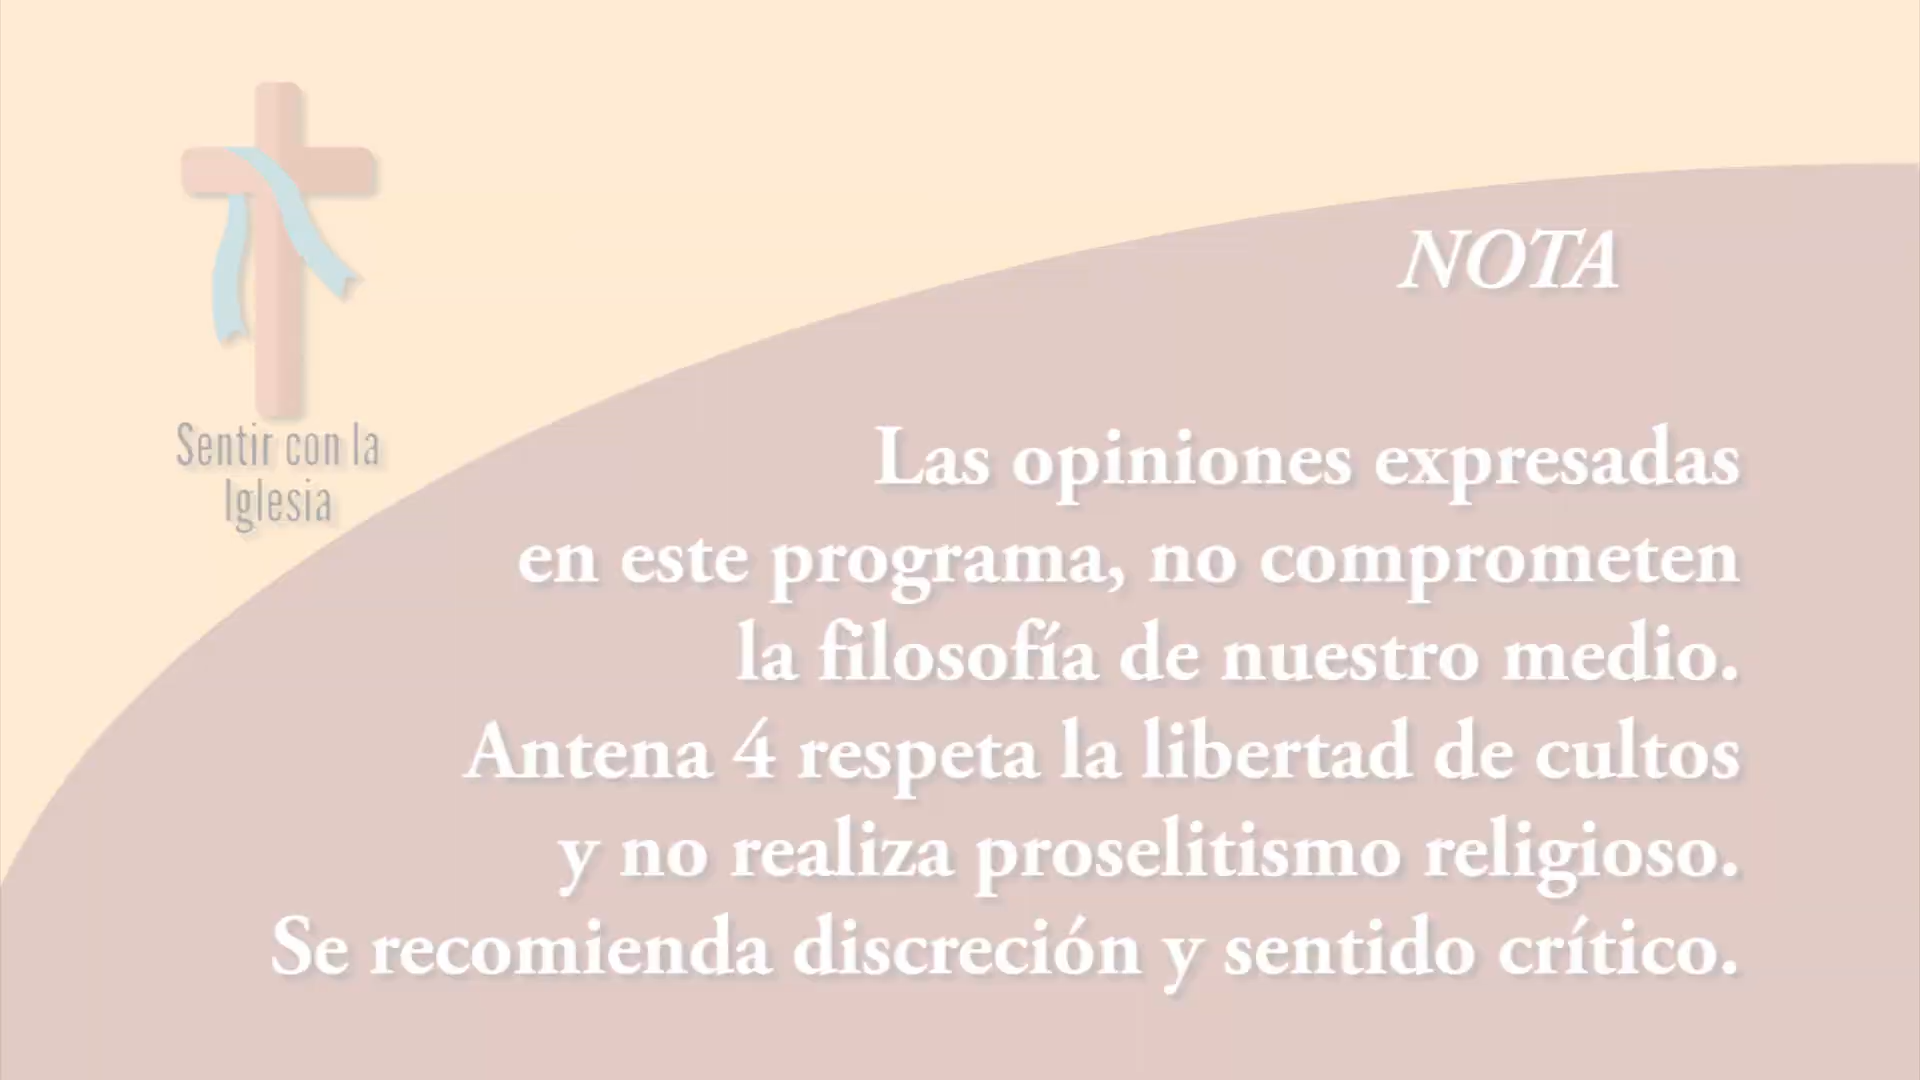 Sentir con la
Iglesia
NOTA
Las opiniones expresadas
en este programa, no comprometen
la filosofía de nuestro medio.
Antena 4 respeta la libertad de cultos
y no realiza proselitismo religioso.
Se recomienda discreción y sentido crítico.